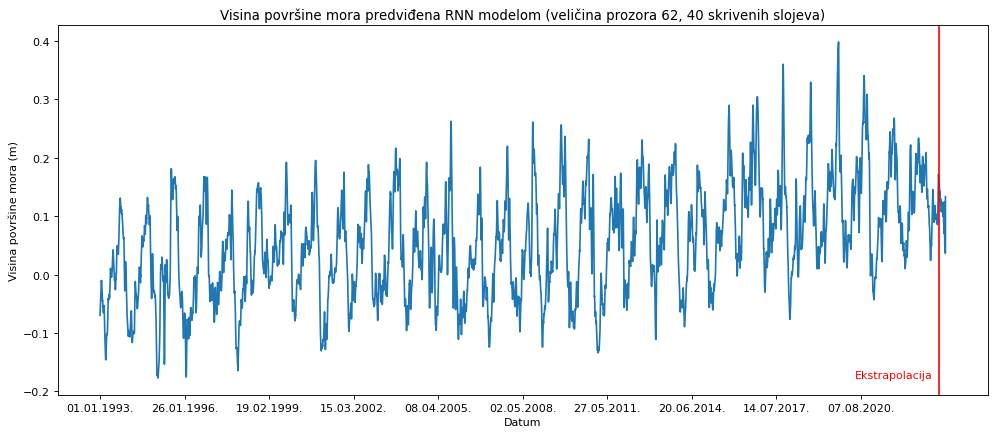 Visina površine mora predviđena RNN modelom (veličina prozora 62, 40 skrivenih slojeva)
Visina površine mora (m)
0.4
0.3
0.2
0.1
0.0
−0.1
−0.2
Ekstrapolacija
01.01.1993. 26.01.1996. 19.02.1999. 15.03.2002. 08.04.2005. 02.05.2008. 27.05.2011. 20.06.2014. 14.07.2017. 07.08.2020.
Datum